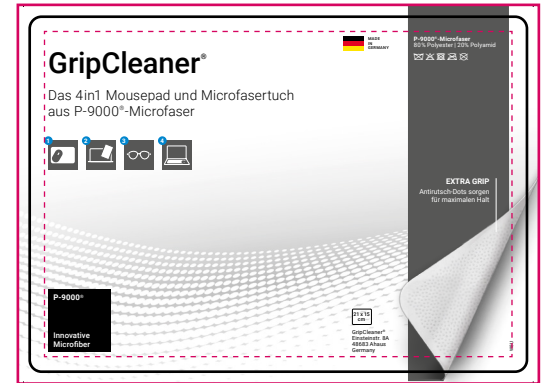 GripCleaner®
Das 4in1 Mousepad und Microfasertuch
aus P-9000®-Microfaser
1 2 3 4
MADE
IN
GERMANY
P-9000®-Microfaser
80% Polyester | 20% Polyamid
EXTRA GRIP
Antirutsch-Dots sorgen
für maximalen Halt
P-9000®
Innovative
Microfiber
21 x 15
cm
GripCleaner®
Einsteinstr. 8A
48683 Ahaus
Germany